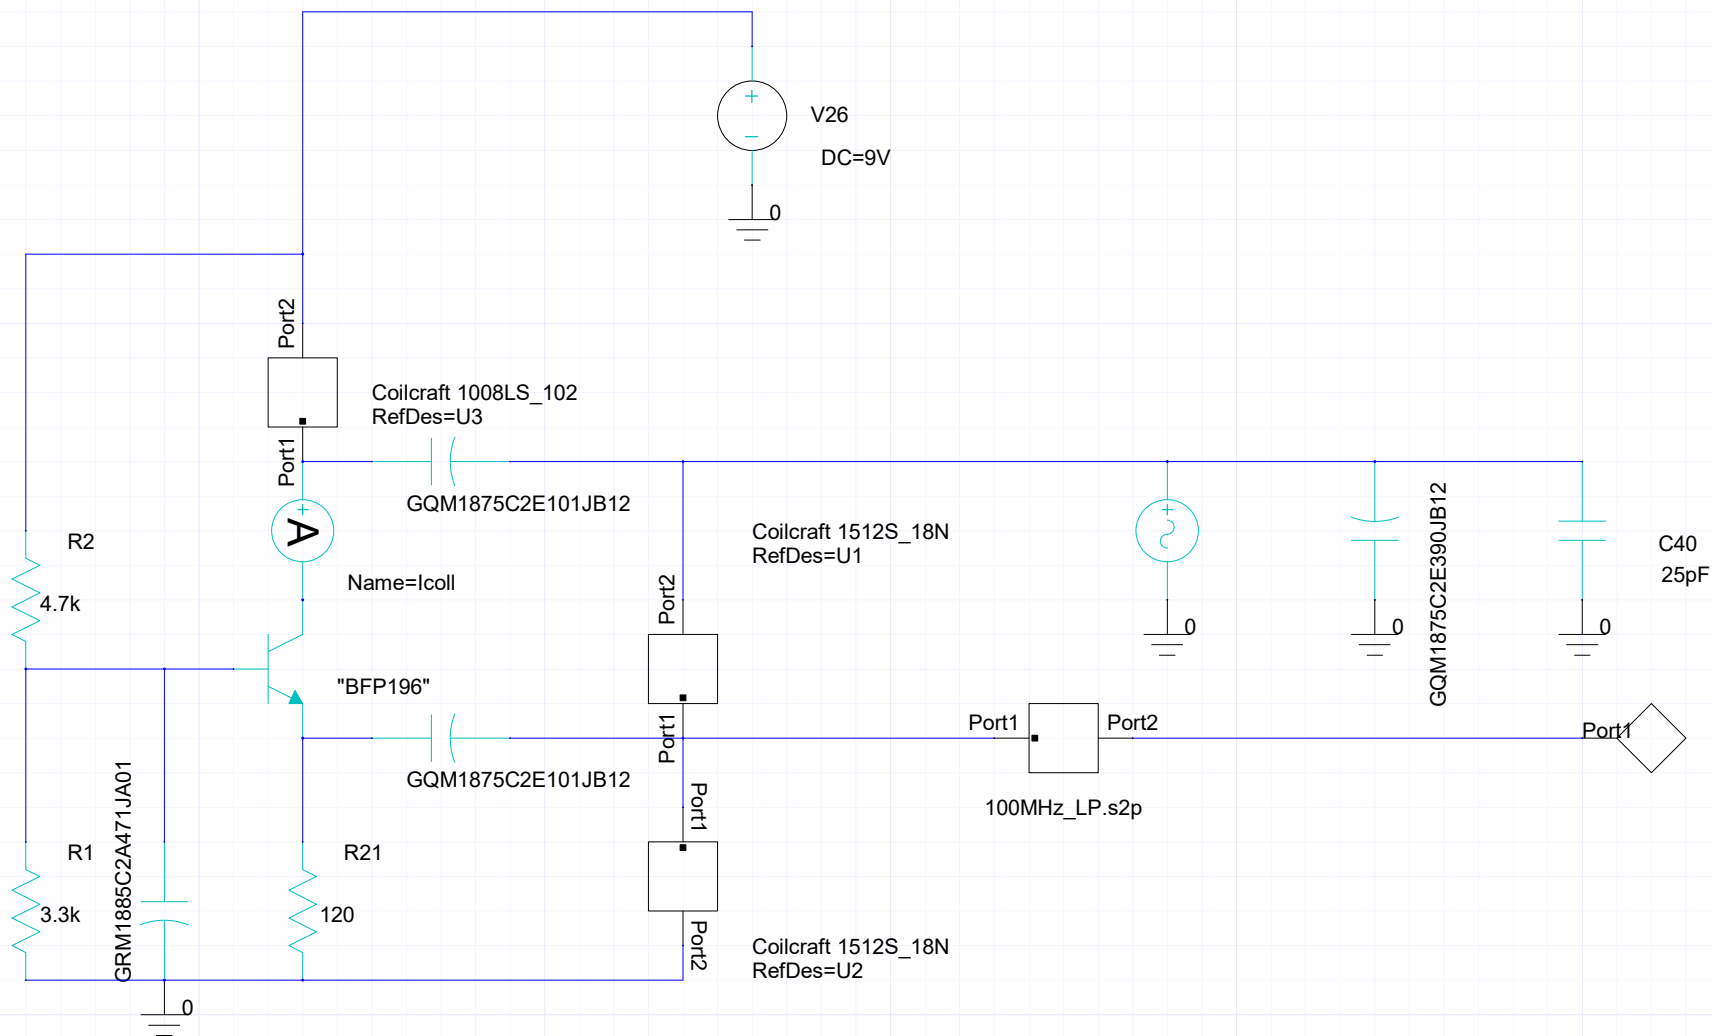 V26
DC=9V
0
Port2
Coilcraft 1008LS_102
RefDes=U3
Port1
GQM1875C2E101JB12
A
Name=Icoll
R2
4.7k
Coilcraft 1512S_18N
RefDes=U1
Port2
GQM1875C2E390JB12
C40
25pF
0
0
0
"BFP196"
Port1
GQM1875C2E101JB12
Port1
Port2
Port1
100MHz_LP.s2p
Port1
R1
3.3k
GRM1885C2A471JA01
R21
120
Port2
Coilcraft 1512S_18N
RefDes=U2
0